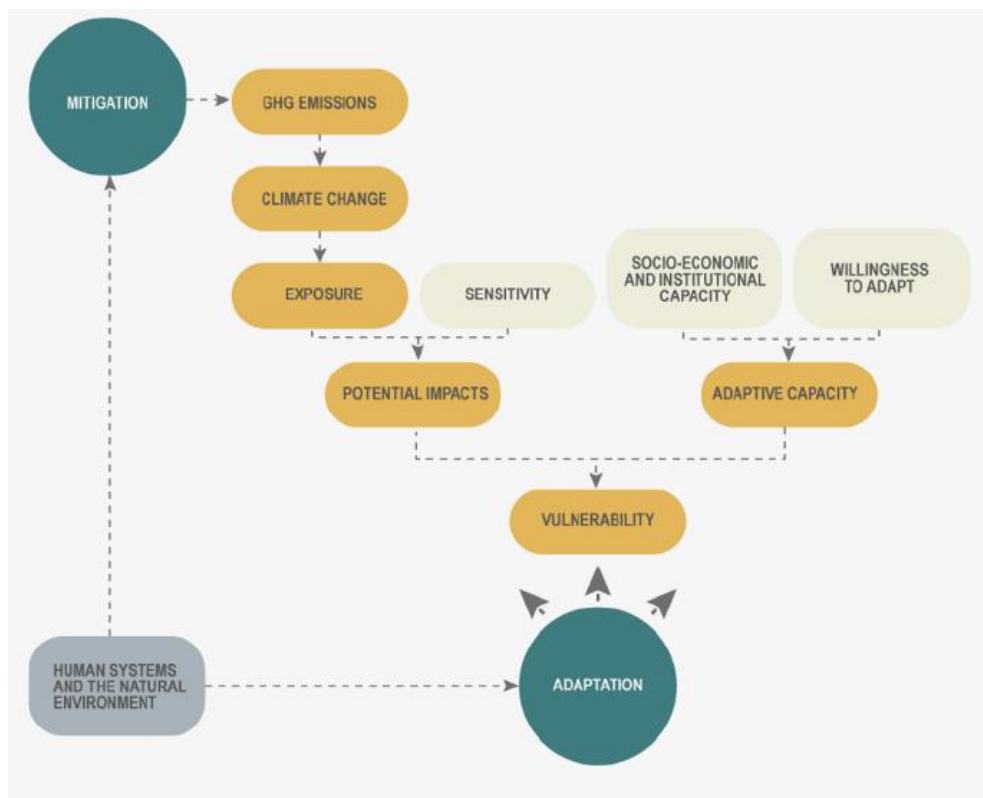 MITIGATION
GHG EMISSIONS
CLIMATE CHANGE
EXPOSURE
SENSITIVITY
SOCIO-ECONOMIC
AND INSTITUTIONAL
CAPACITY
WILLINGNESS
TO ADAPT
POTENTIAL IMPACTS
ADAPTIVE CAPACITY
VULNERABILITY
HUMAN SYSTEMS
AND THE NATURAL
ENVIRONMENT
ADAPTATION